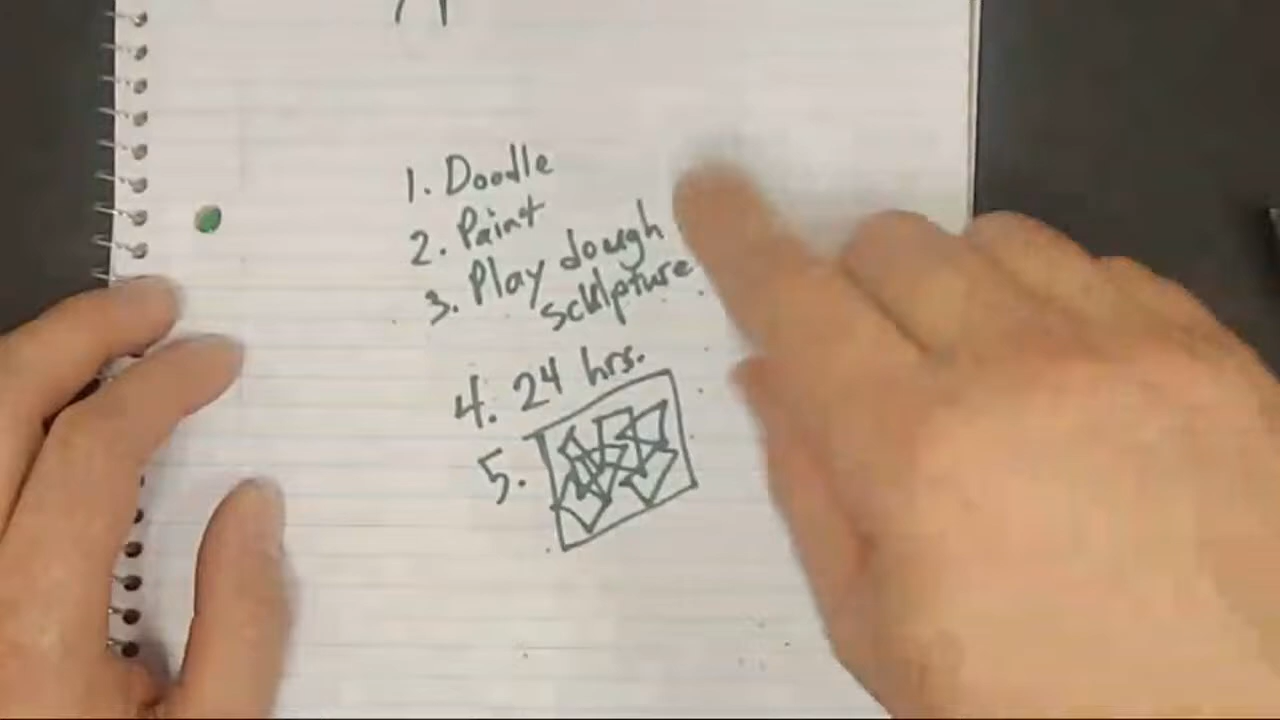 1. Doodle
2. Paint
3. Play dough
sculpture
4. 24 hrs.
5.